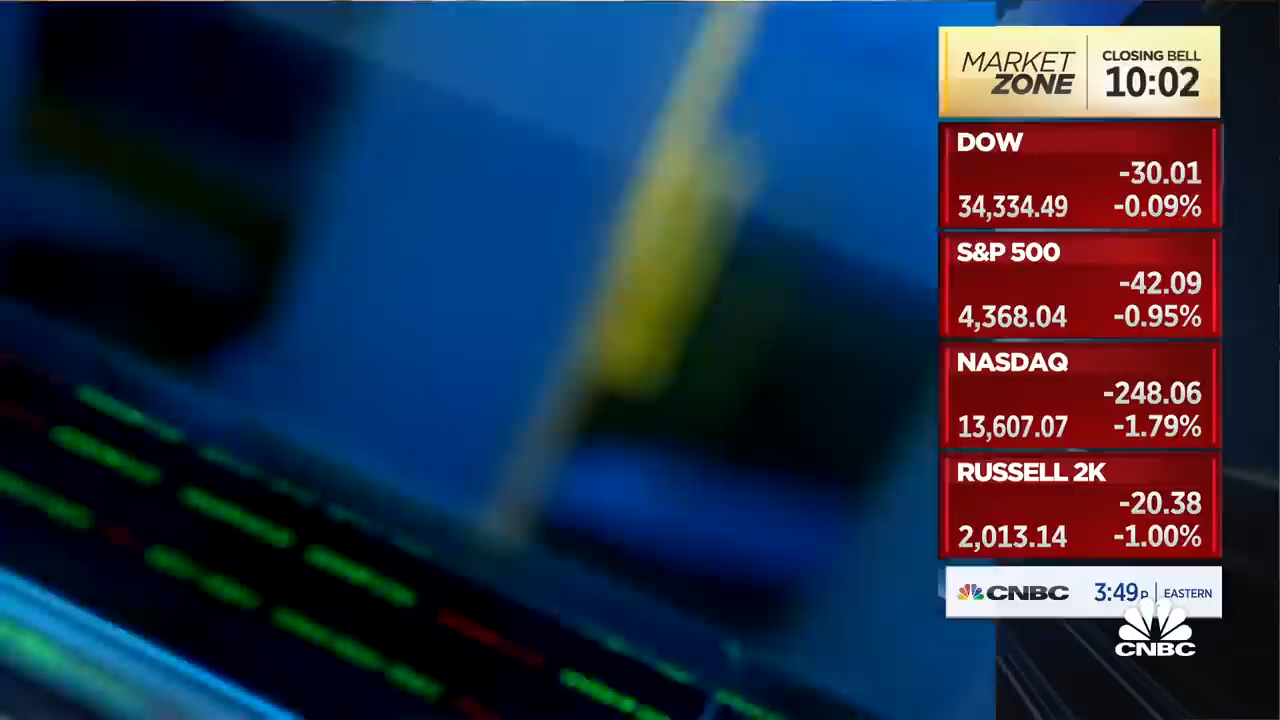 MARKET ZONE
CLOSING BELL
10:02
DOW
-30.01
34,334.49 -0.09%
S&P 500
-42.09
4,368.04 -0.95%
NASDAQ
-248.06
13,607.07 -1.79%
RUSSELL 2K
-20.38
2,013.14 -1.00%
CNBC 3:49P EASTERN
CNBC